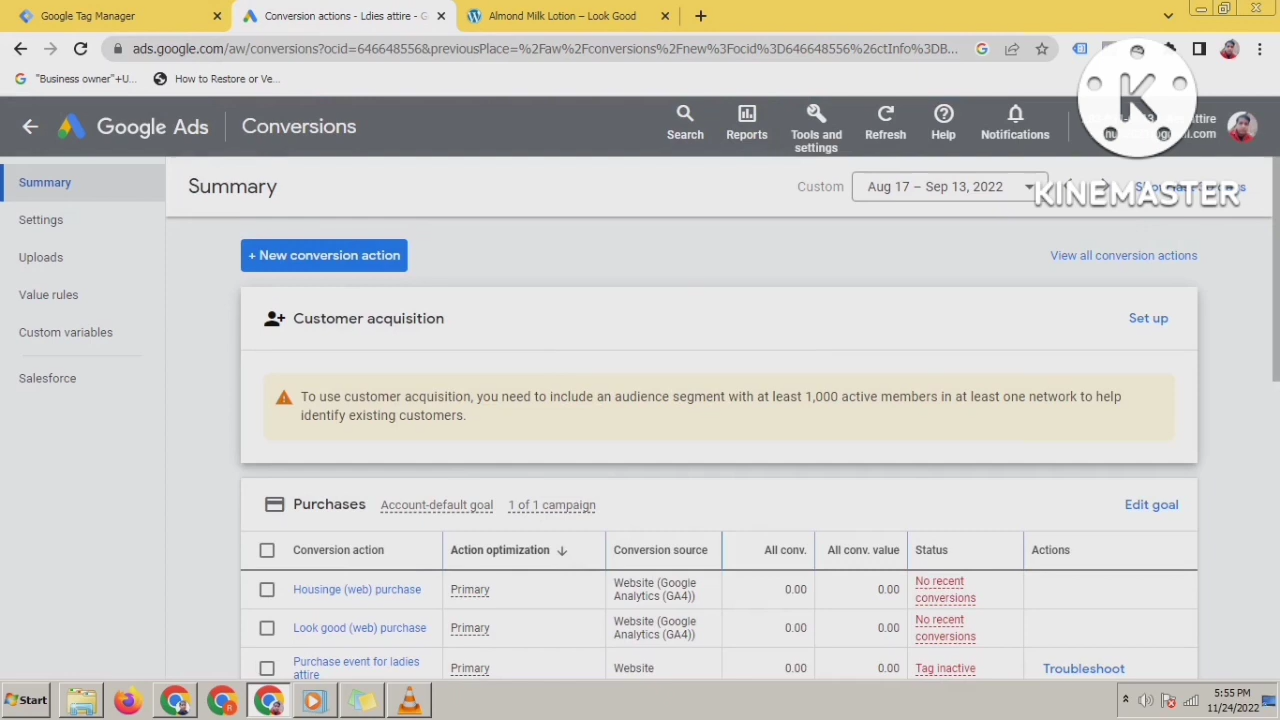 Google Tag Manager
Conversion actions - Ldies attire - G
Almond Milk Lotion – Look Good
ads.google.com/aw/conversions?ocid=646648556&previousPlace=%2Faw%2Fconversions%2Fnew%3Focid%3D646648556%26ctInfo%3DB...
"Business owner"+U...
How to Restore or Ve...
Google Ads
Conversions
Search
Reports
Tools and
settings
Refresh
Help
Notifications
attire
K
KINEMASTER
Summary
Settings
Uploads
Value rules
Custom variables
Salesforce
Summary
Custom
Aug 17 – Sep 13, 2022
+ New conversion action
View all conversion actions
Customer acquisition
Set up
To use customer acquisition, you need to include an audience segment with at least 1,000 active members in at least one network to help
identify existing customers.
Purchases
Account-default goal
1 of 1 campaign
Edit goal
Conversion action
Action optimization
Conversion source
All conv.
All conv. value
Status
Actions
Housinge (web) purchase
Primary
Website (Google
Analytics (GA4))
0.00
0.00
No recent
conversions
Look good (web) purchase
Primary
Website (Google
Analytics (GA4))
0.00
0.00
No recent
conversions
Purchase event for ladies
attire
Primary
Website
0.00
0.00
Tag inactive
Troubleshoot
Start
5:55 PM
11/24/2022